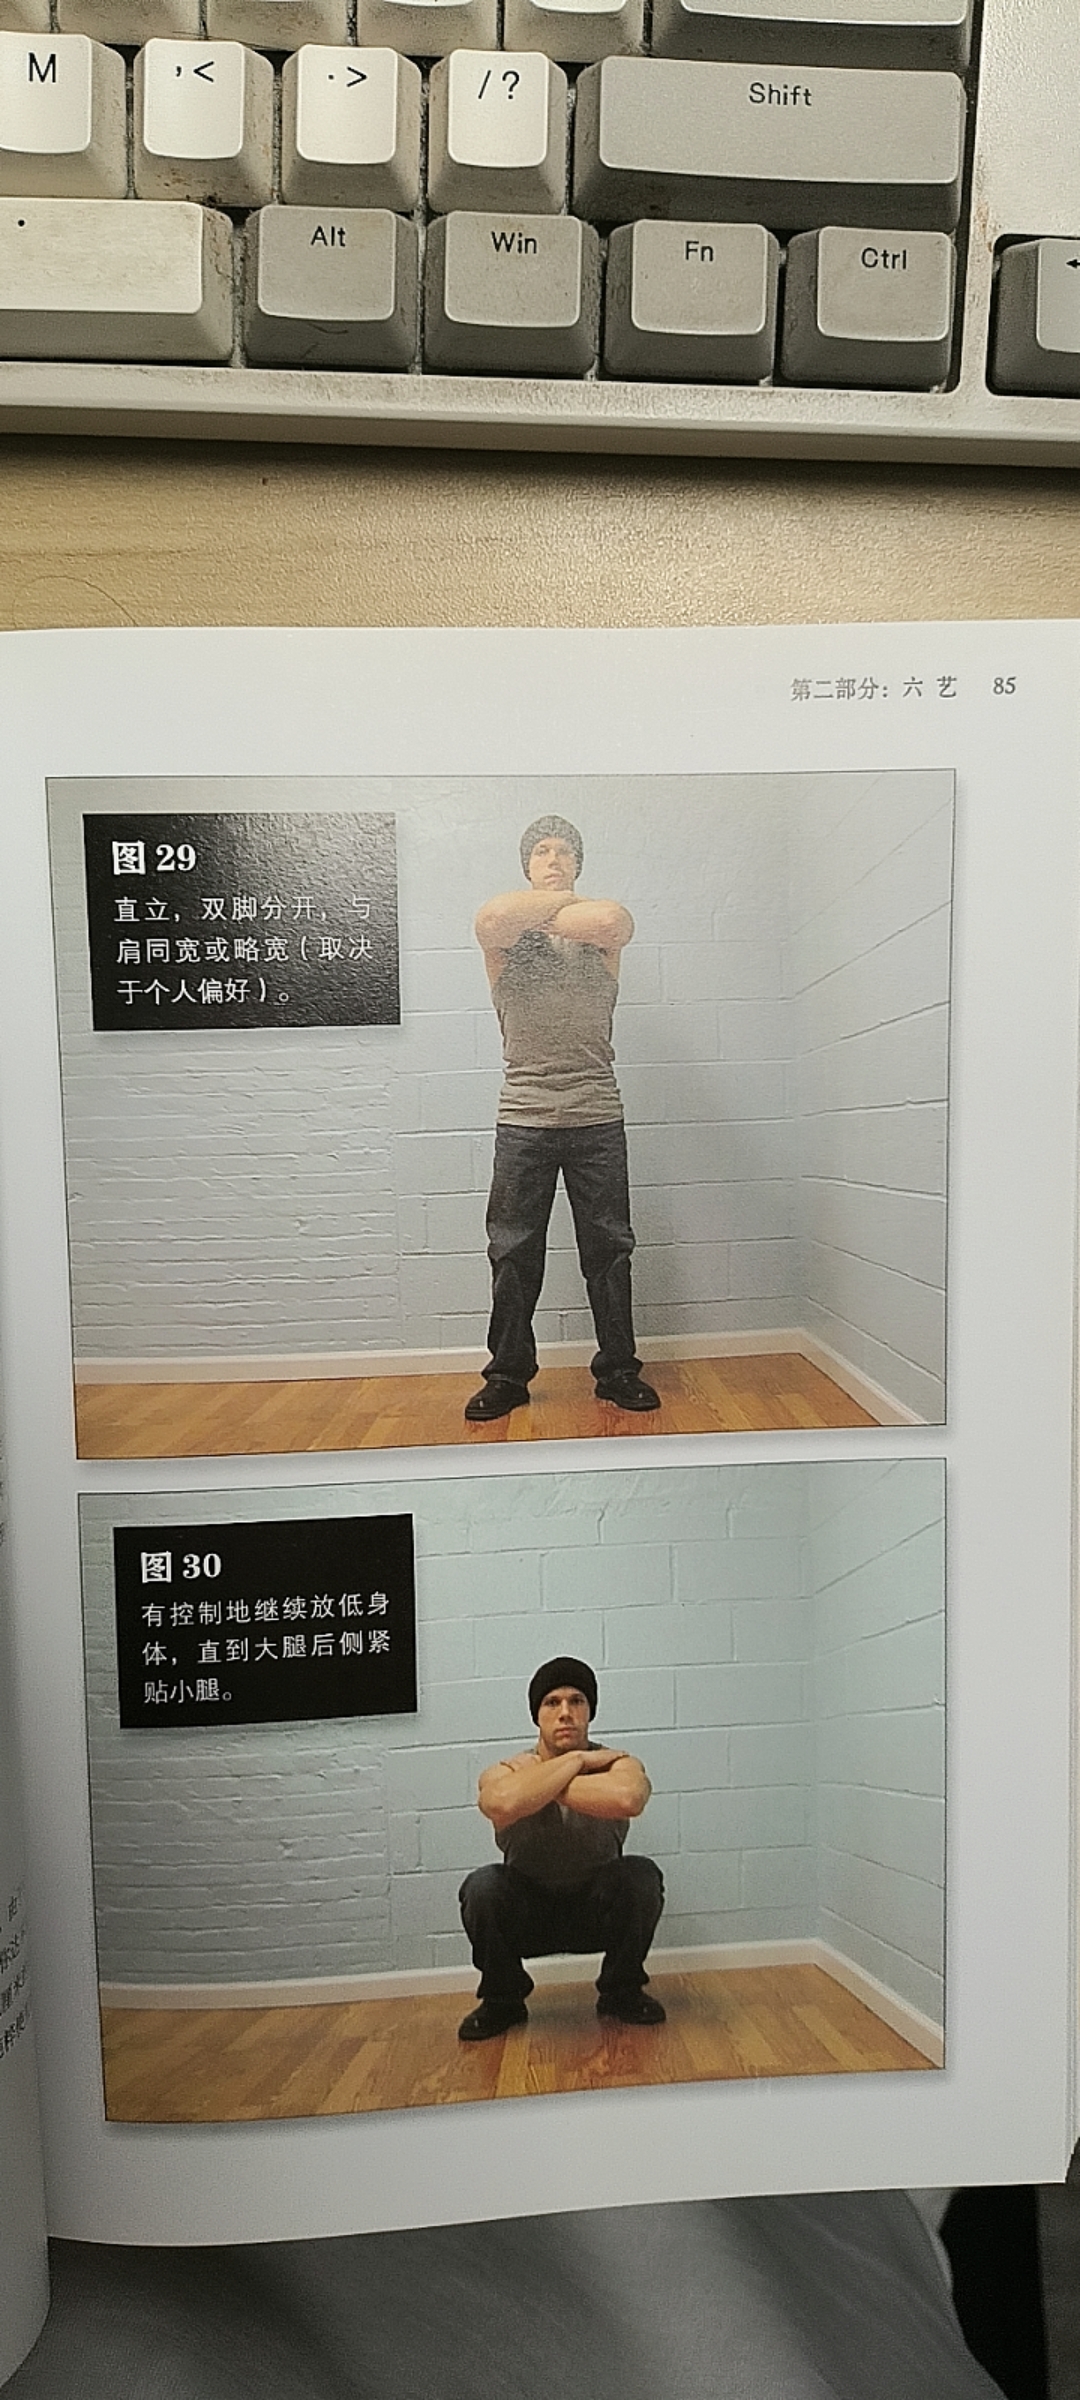 M
,<
.>
/?
Shift
Alt
Win
Fn
Ctrl
←
第二部分：六 艺 85
图 29
直立，双脚分开，与
肩同宽或略宽（取决
于个人偏好）。
图 30
有控制地继续放低身
体，直到大腿后侧紧
贴小腿。